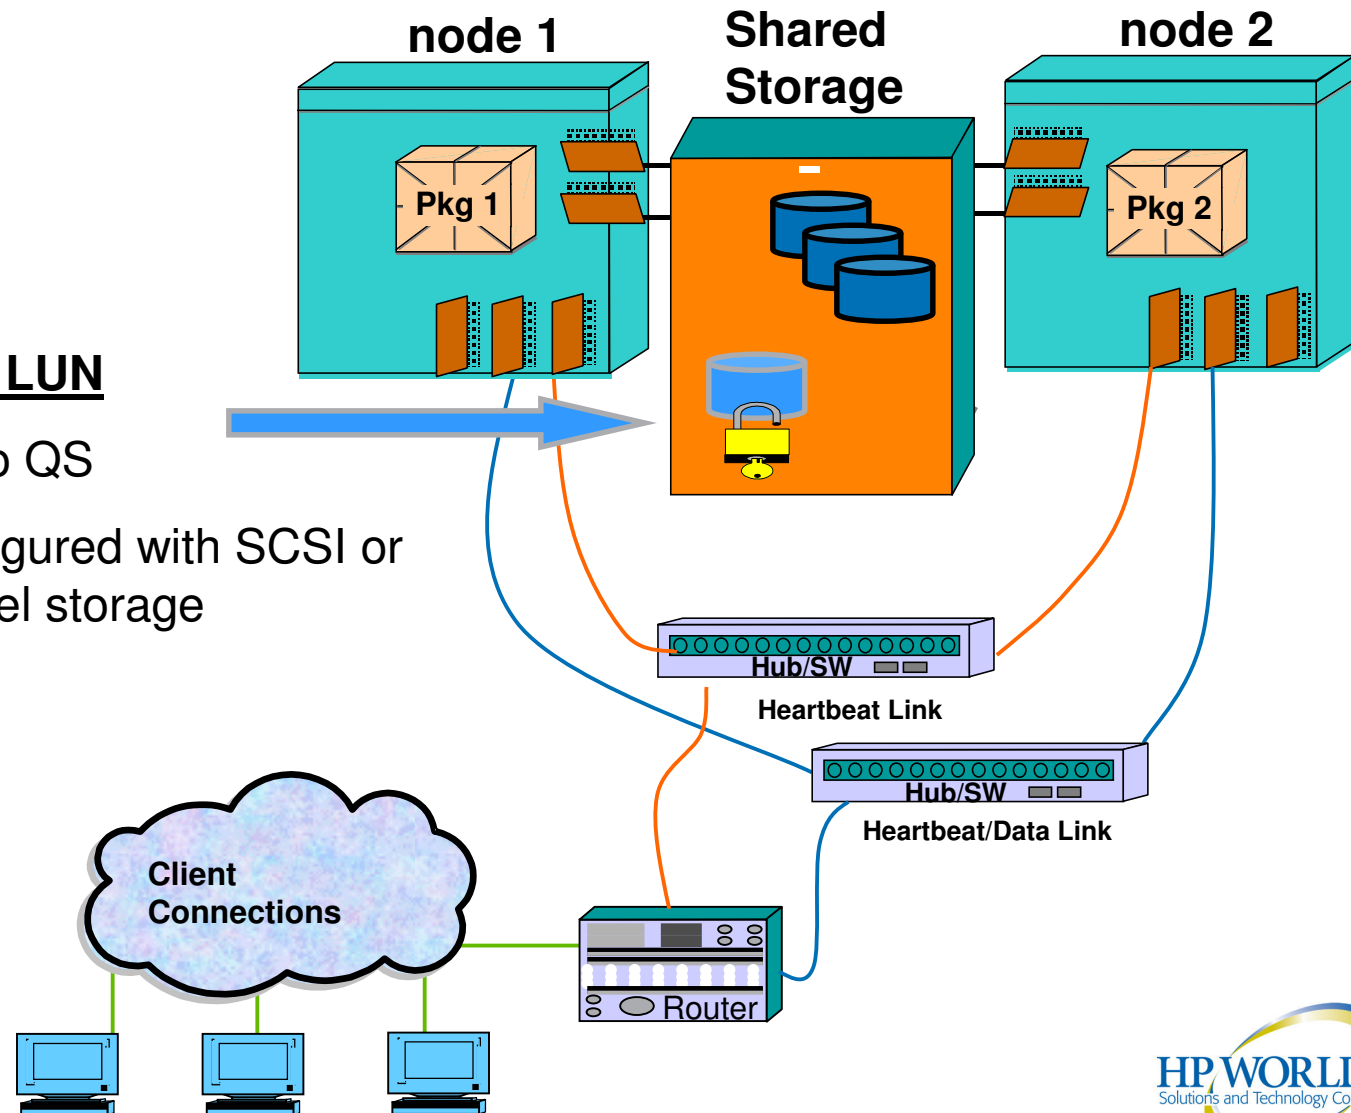 node 1
Shared
Storage
node 2
Pkg 1
Pkg 2
LUN
QS
gured with SCSI or
el storage
Hub/SW
Heartbeat Link
Hub/SW
Heartbeat/Data Link
Client
Connections
Router
HP WORL
Solutions and Technology Co